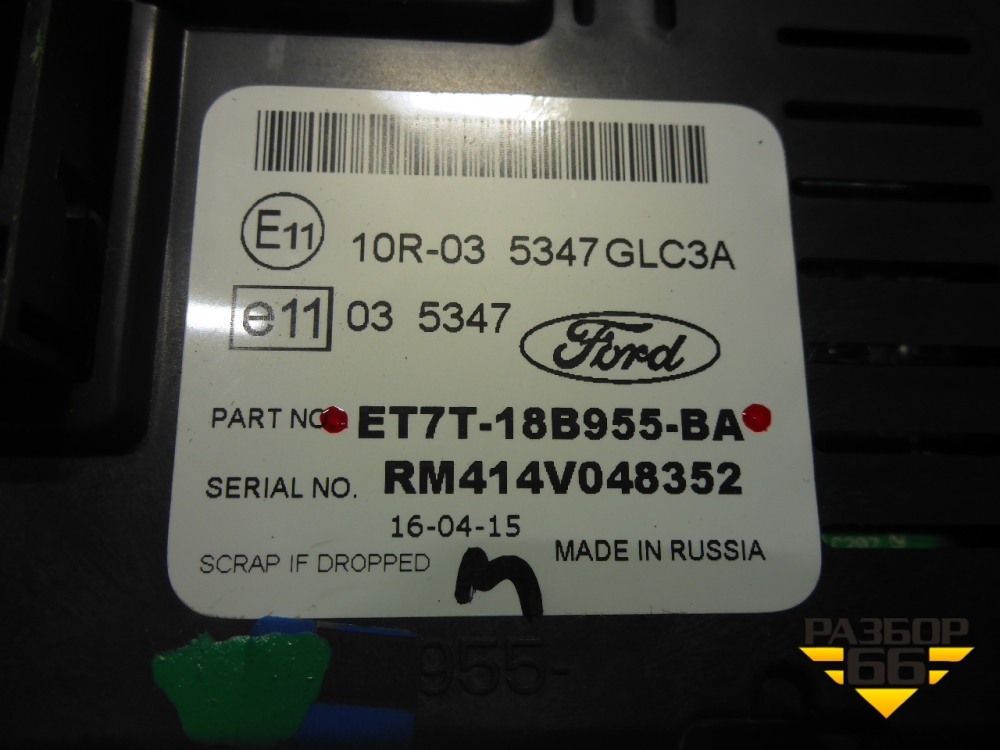 E11 10R-03 5347GLC3A
e11 03 5347
Ford
PART NO. ET7T-18B955-BA
SERIAL NO. RM414V048352
16-04-15
SCRAP IF DROPPED MADE IN RUSSIA
955-
РАЗБОР
66